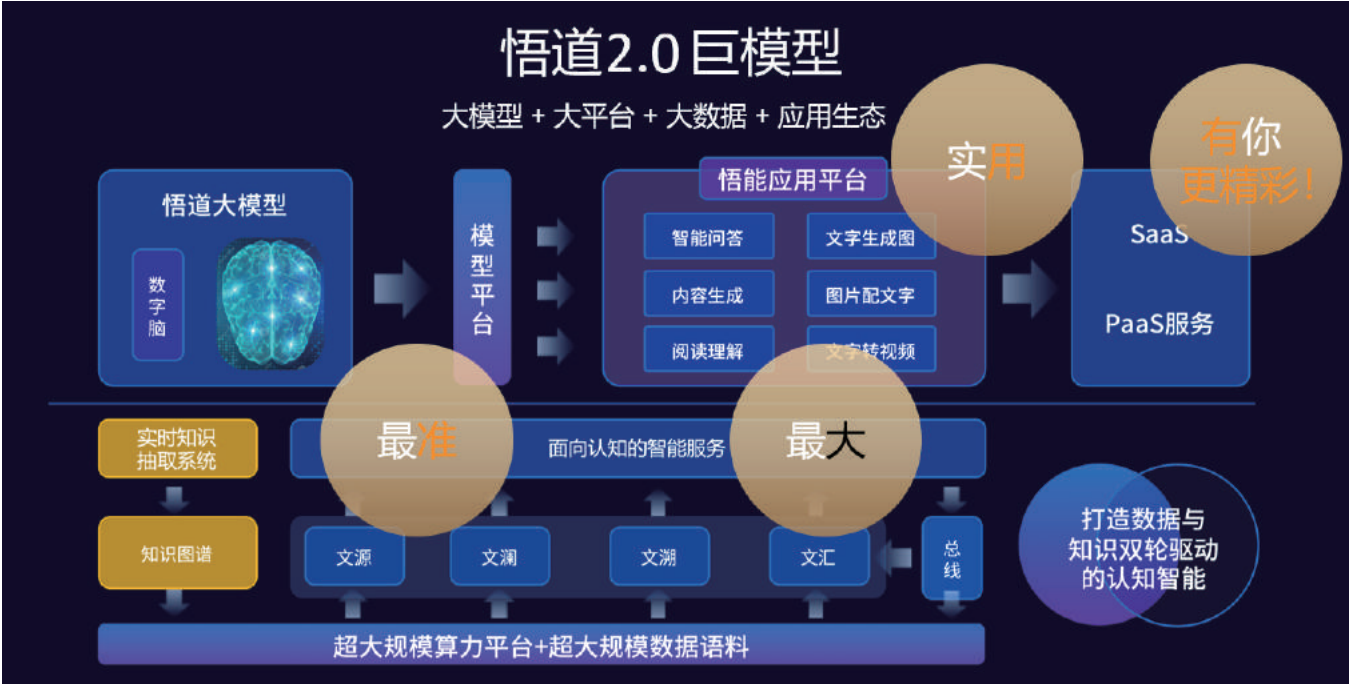 悟道2.0巨模型
大模型 + 大平台 + 大数据 + 应用生态
实用
有你
更精彩！
悟道大模型
数
字
脑
模
型
平
台
悟能应用平台
智能问答
文字生成图
内容生成
图片配文字
阅读理解
文字转视频
SaaS
PaaS服务
最准
最大
实时知识
抽取系统
面向认知的智能服务
知识图谱
文源
文澜
文溯
文汇
总
线
打造数据与
知识双轮驱动
的认知智能
超大规模算力平台+超大规模数据语料